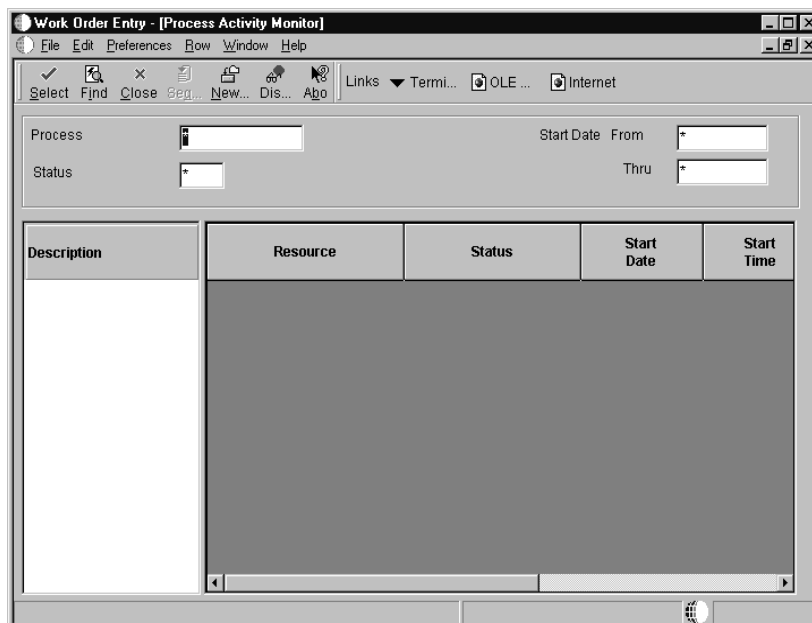 Work Order Entry - [Process Activity Monitor]
File Edit Preferences Row Window Help
Select Find Close Seq... New... Dis... Abo Links Termi... OLE ... Internet
Process * Start Date From *
Status * Thru *
Description Resource Status Start Date Start Time